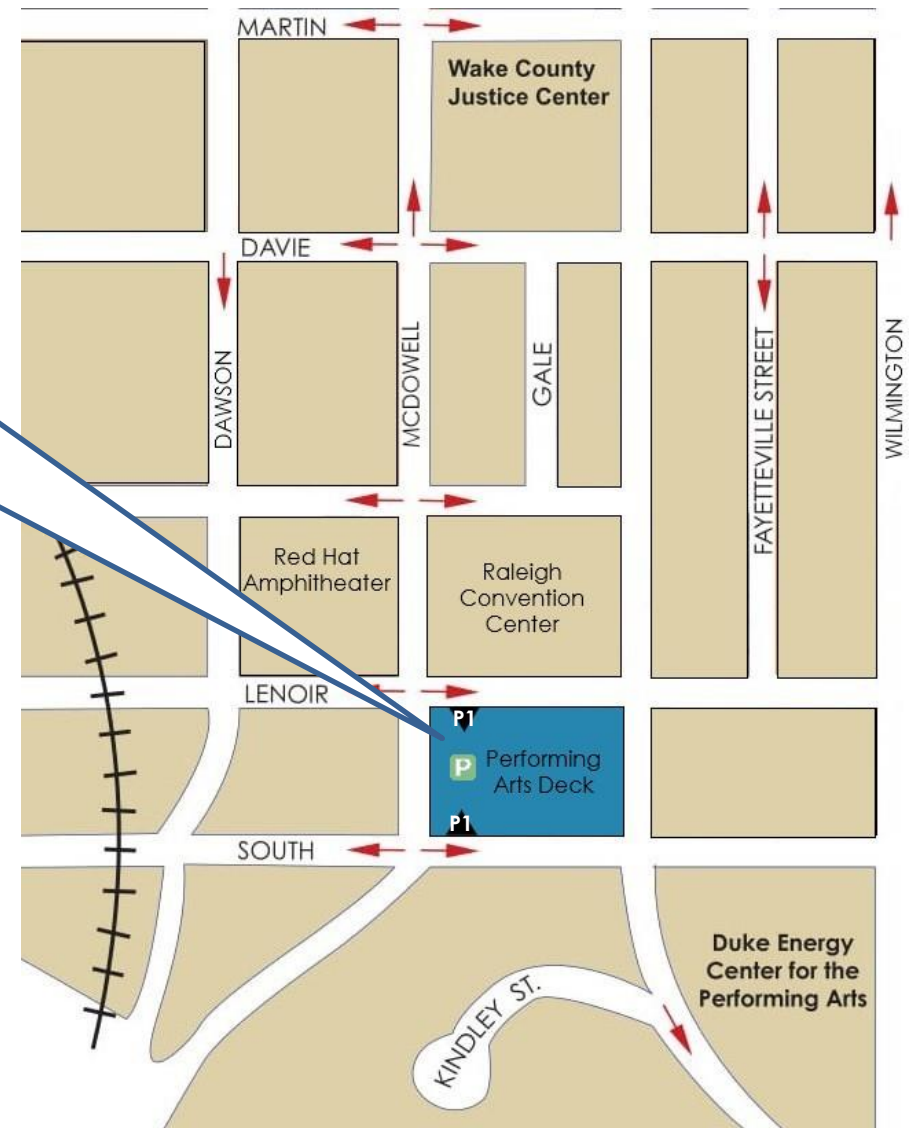 MARTIN
Wake County
Justice Center
DAVIE
DAWSON
MCDOWELL
GALE
FAYETTEVILLE STREET
WILMINGTON
Red Hat
Amphitheater
Raleigh
Convention
Center
LENOIR
P1
P
Performing
Arts Deck
P1
SOUTH
Duke Energy
Center for the
Performing Arts
KINDLEY ST.